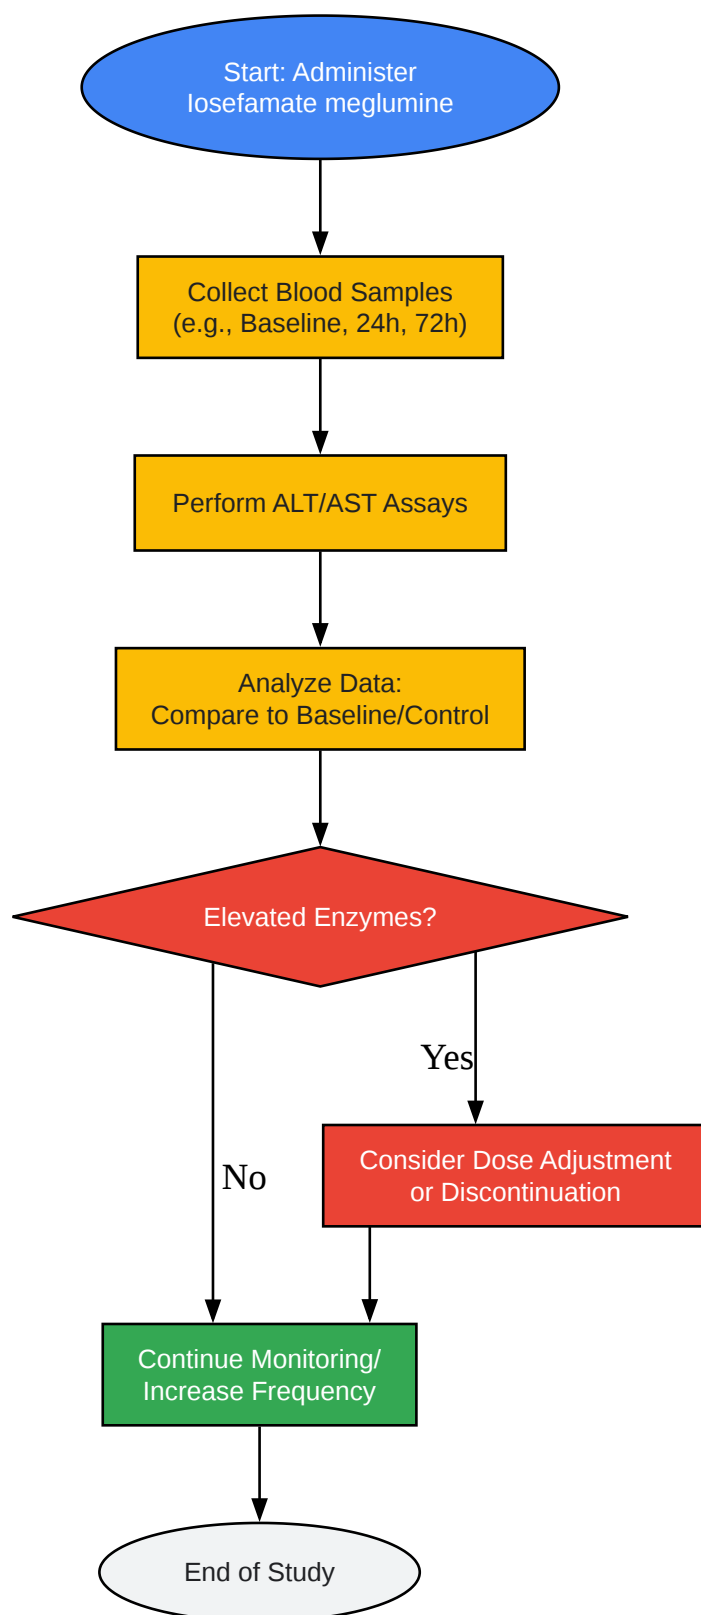 Start: Administer
Iosefamate meglumine
Collect Blood Samples
(e.g., Baseline, 24h, 72h)
Perform ALT/AST Assays
Analyze Data:
Compare to Baseline/Control
Elevated Enzymes?
Yes
Consider Dose Adjustment
or Discontinuation
No
Continue Monitoring/
Increase Frequency
End of Study